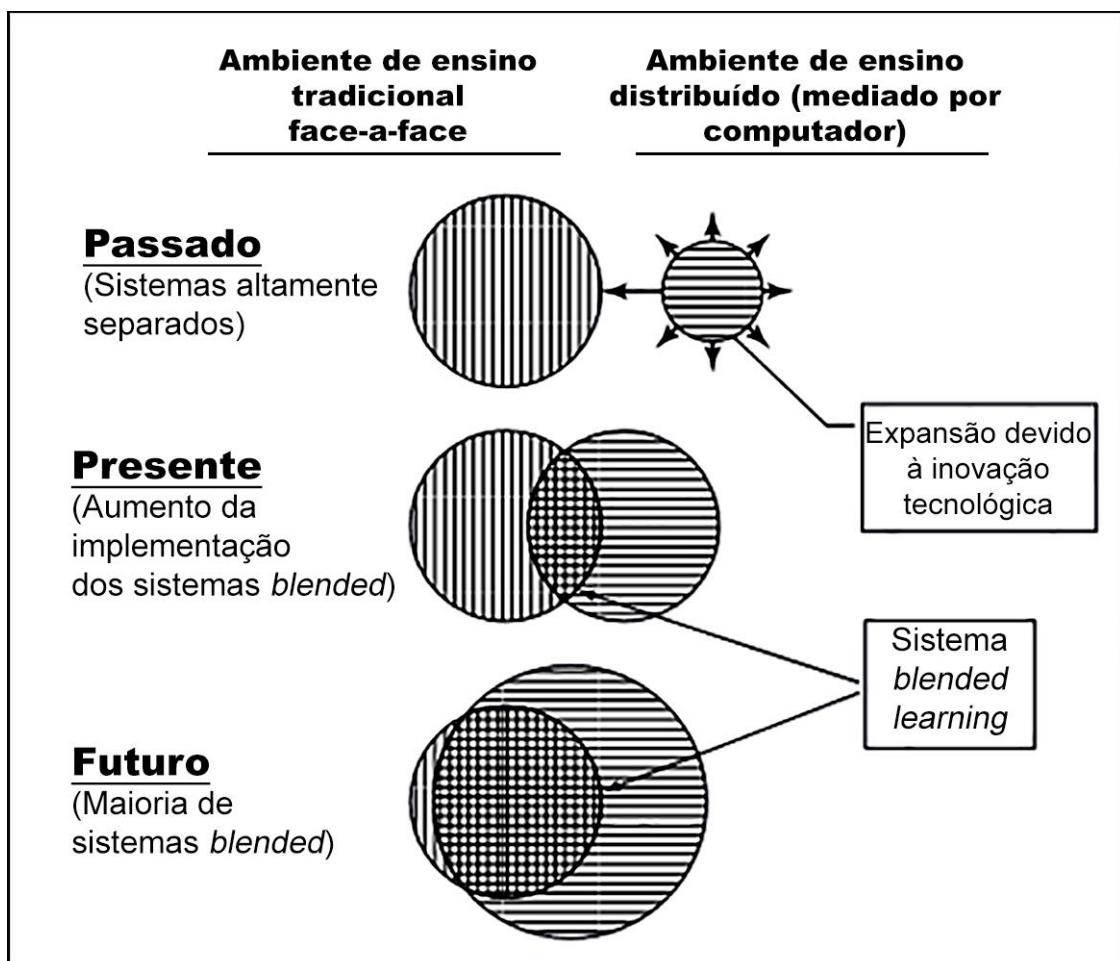 Ambiente de ensino
tradicional
face-a-face
Ambiente de ensino
distribuído (mediado por
computador)
Passado
(Sistemas altamente
separados)
Expansão devido
à inovação
tecnológica
Presente
(Aumento da
implementação
dos sistemas blended)
Sistema
blended
learning
Futuro
(Maioria de
sistemas blended)